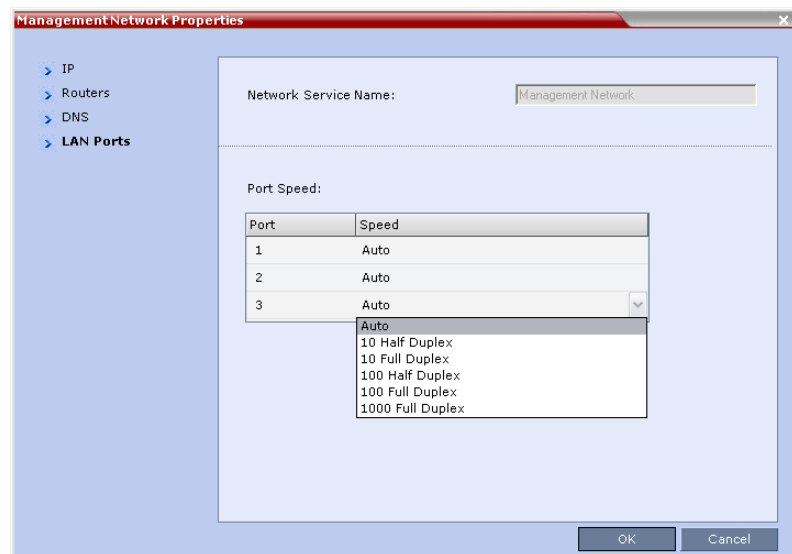 Management Network Properties
IP
Routers
DNS
LAN Ports
Network Service Name: Management Network
Port Speed:
Port Speed
1 Auto
2 Auto
3 Auto
Auto
10 Half Duplex
10 Full Duplex
100 Half Duplex
100 Full Duplex
1000 Full Duplex
OK Cancel